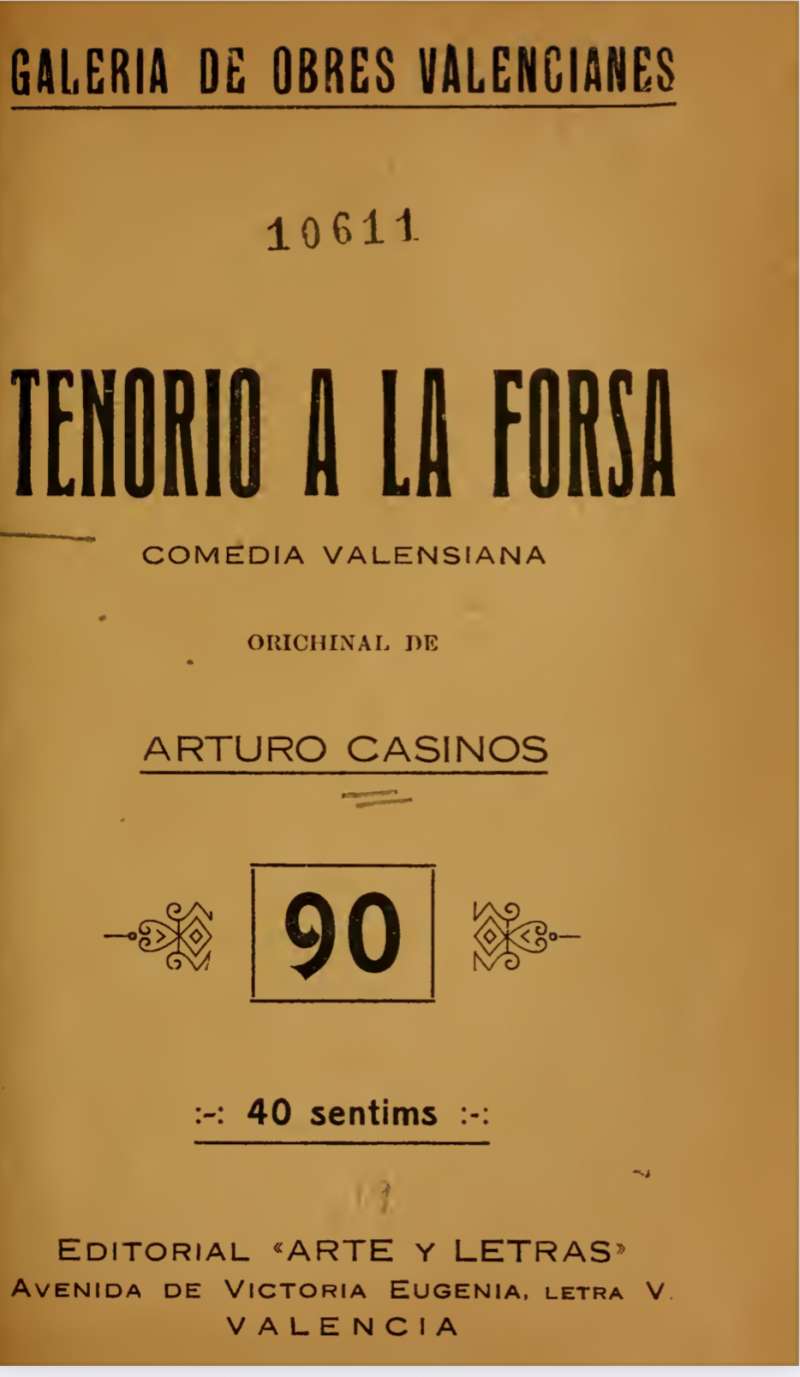 GALERIA DE OBRES VALENCIANES
10611
TENORIO A LA FORSA
COMEDIA VALENSIANA
ORICHINAL DE
ARTURO CASINOS
90
:-: 40 sentims :-:
EDITORIAL «ARTE Y LETRAS»
AVENIDA DE VICTORIA EUGENIA, LETRA V.
VALENCIA